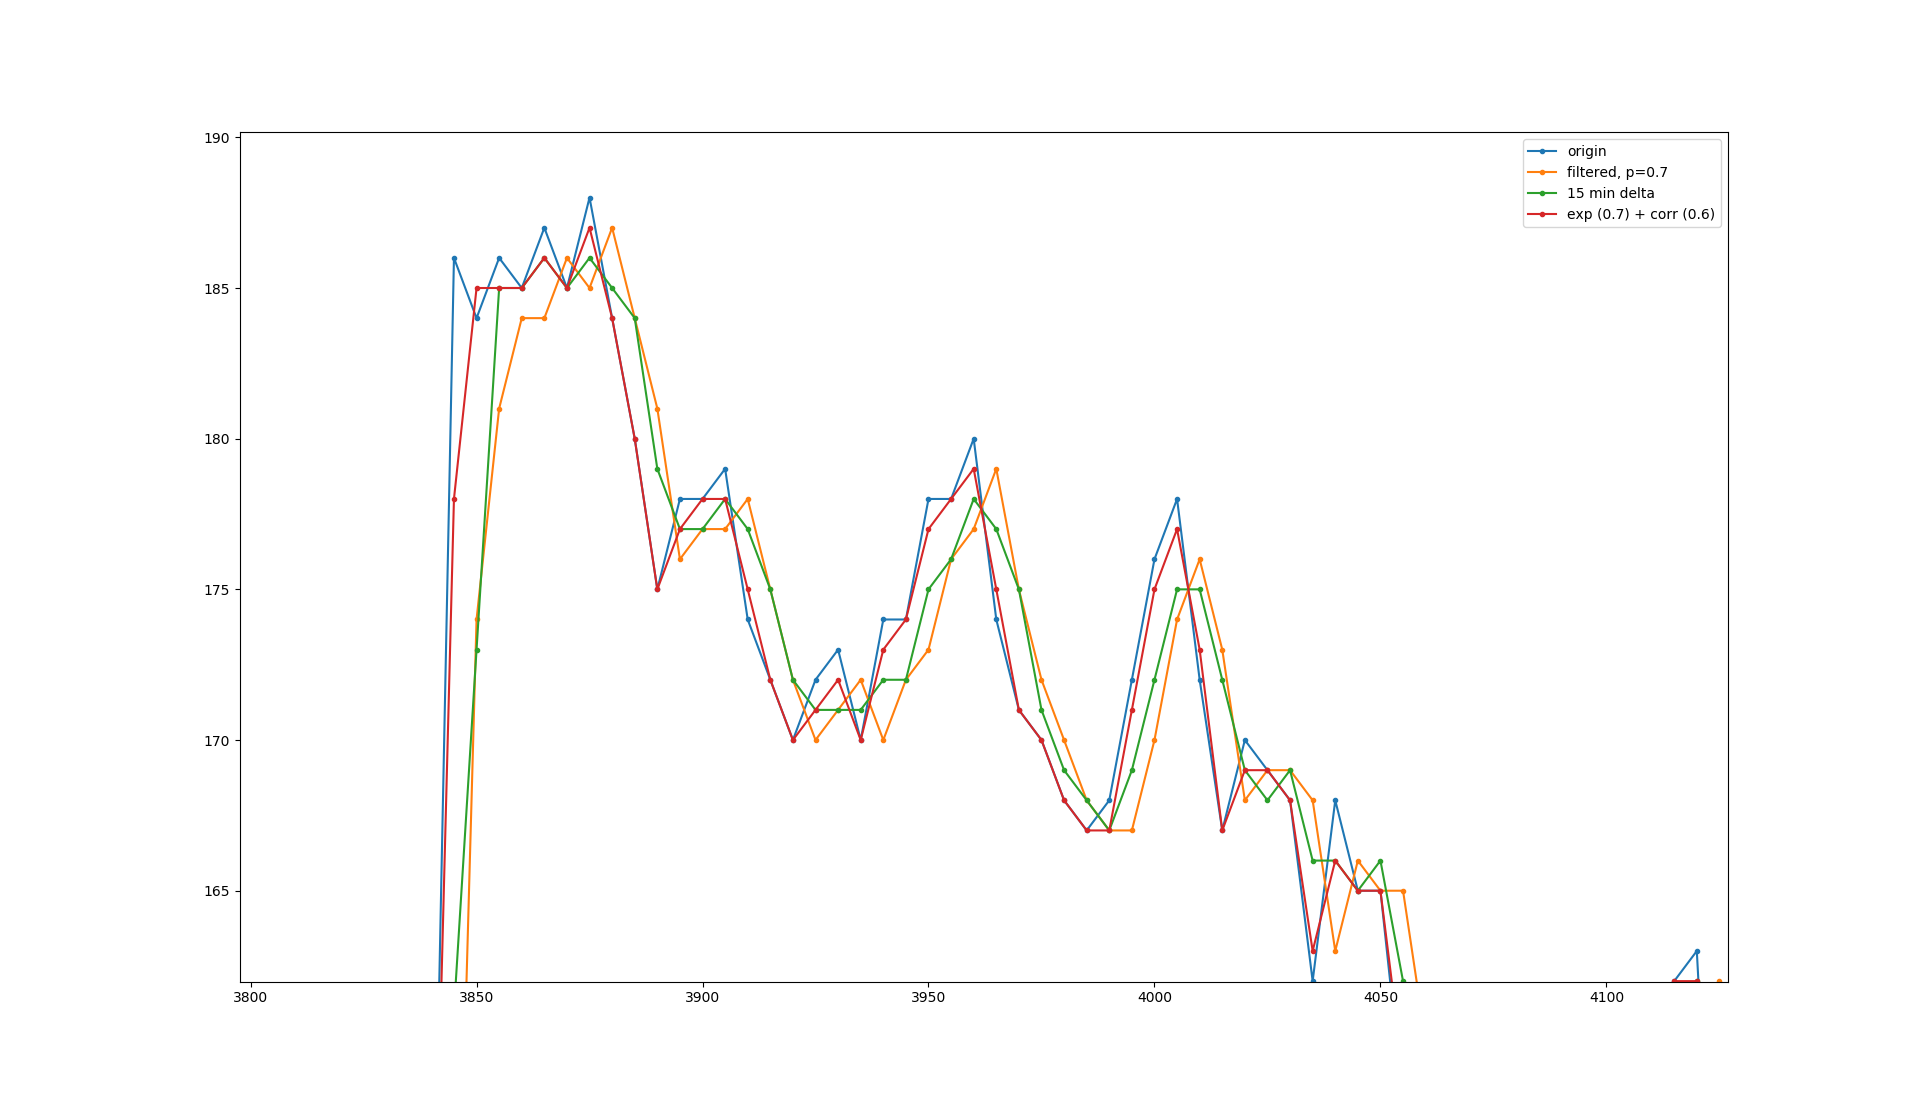 190
185
180
175
170
165
3800 3850 3900 3950 4000 4050 4100
origin
filtered, p=0.7
15 min delta
exp (0.7) + corr (0.6)